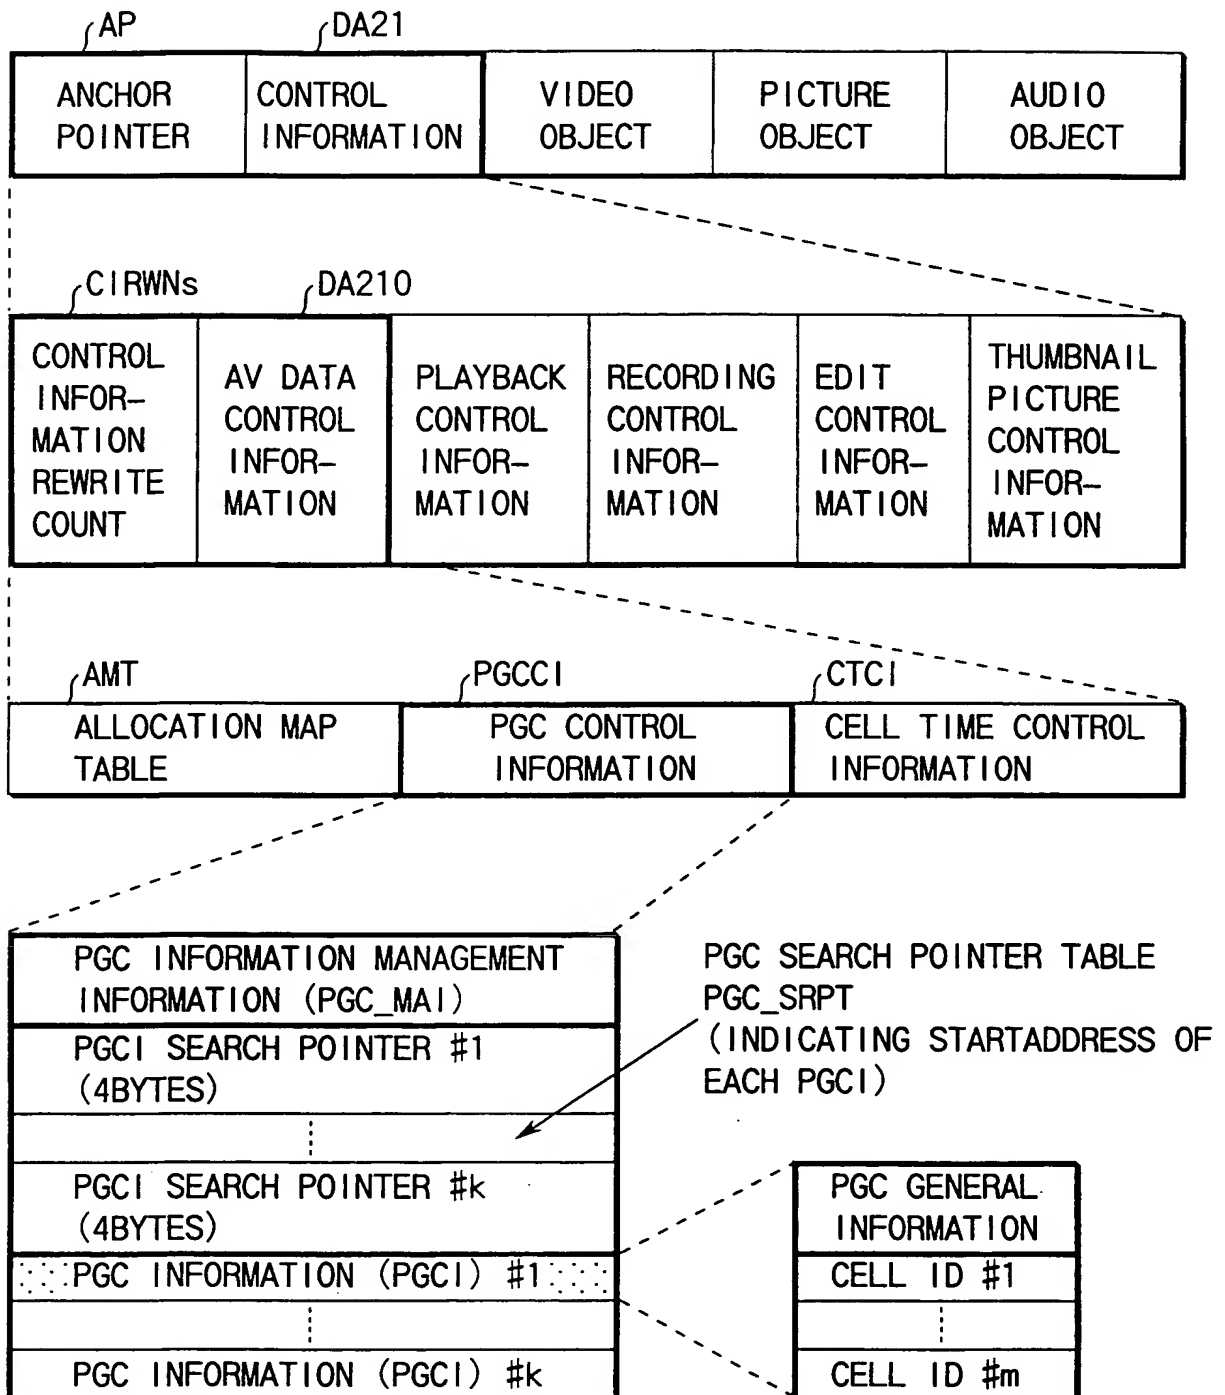 AP
DA21
ANCHOR
POINTER
CONTROL
INFORMATION
VIDEO
OBJECT
PICTURE
OBJECT
AUDIO
OBJECT
CIRWNs
DA210
CONTROL
INFOR-
MATION
REWRITE
COUNT
AV DATA
CONTROL
INFOR-
MATION
PLAYBACK
CONTROL
INFOR-
MATION
RECORDING
CONTROL
INFOR-
MATION
EDIT
CONTROL
INFOR-
MATION
THUMBNAIL
PICTURE
CONTROL
INFOR-
MATION
AMT
PGCCI
CTCI
ALLOCATION MAP
TABLE
PGC CONTROL
INFORMATION
CELL TIME CONTROL
INFORMATION
PGC INFORMATION MANAGEMENT
INFORMATION (PGC_MAI)
PGCI SEARCH POINTER #1
(4BYTES)
PGCI SEARCH POINTER #k
(4BYTES)
PGC INFORMATION (PGCI) #1
PGC INFORMATION (PGCI) #k
PGC SEARCH POINTER TABLE
PGC_SRPT
(INDICATING STARTADDRESS OF
EACH PGCI)
PGC GENERAL
INFORMATION
CELL ID #1
CELL ID #m